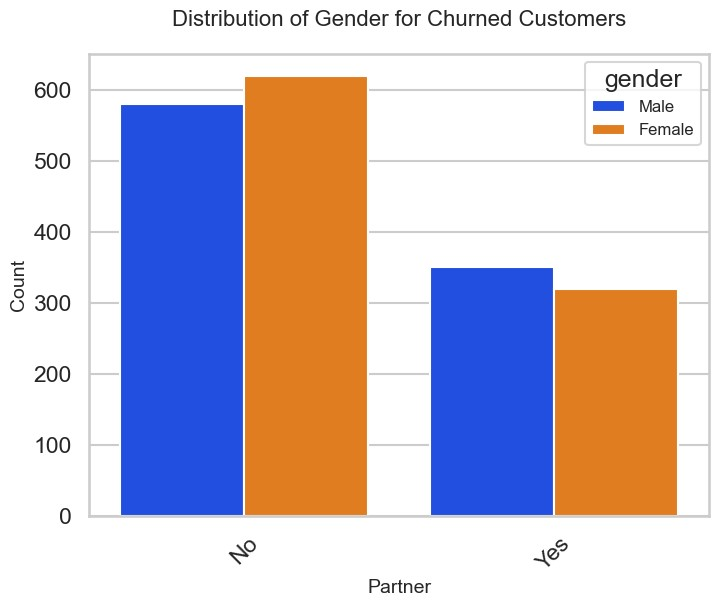 Distribution of Gender for Churned Customers
gender
Male
Female
600
500
400
300
200
100
0
Count
No
Yes
Partner